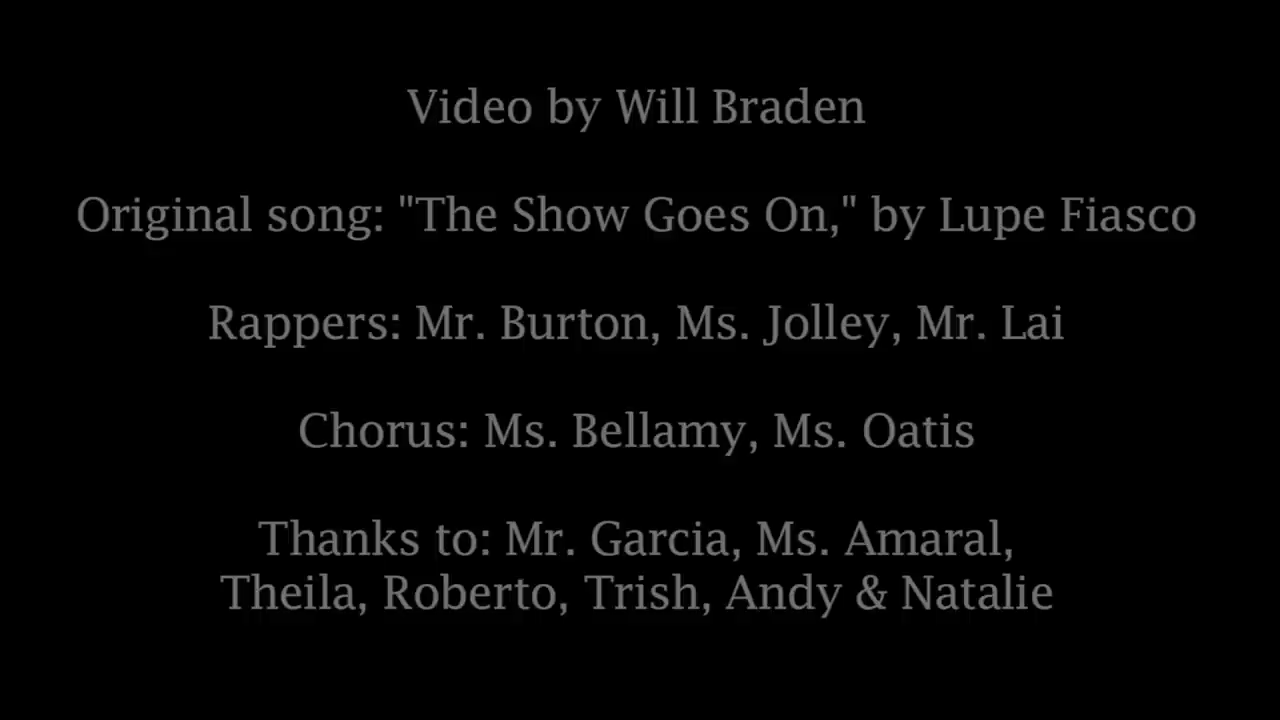 Video by Will Braden
Original song: "The Show Goes On," by Lupe Fiasco
Rappers: Mr. Burton, Ms. Jolley, Mr. Lai
Chorus: Ms. Bellamy, Ms. Oatis
Thanks to: Mr. Garcia, Ms. Amaral,
Theila, Roberto, Trish, Andy & Natalie